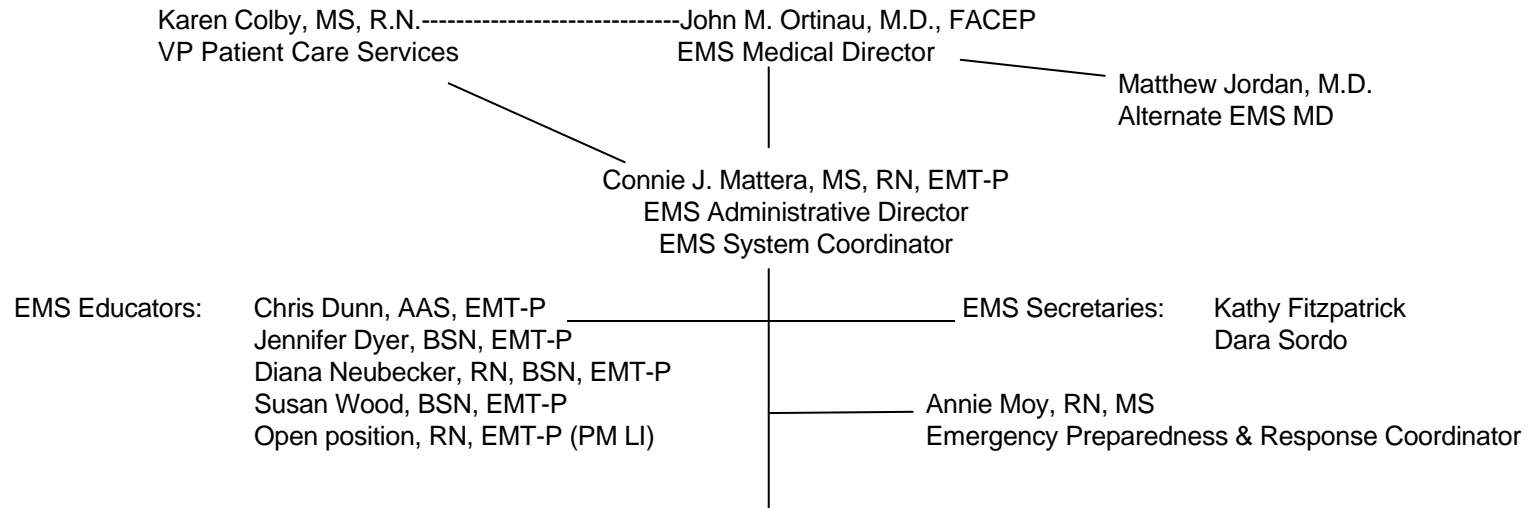 Karen Colby, MS, R.N.------------------------------John M. Ortinau, M.D., FACEP
VP Patient Care Services EMS Medical Director
Matthew Jordan, M.D.
Alternate EMS MD
Connie J. Mattera, MS, RN, EMT-P
EMS Administrative Director
EMS System Coordinator
EMS Educators: Chris Dunn, AAS, EMT-P EMS Secretaries: Kathy Fitzpatrick
Jennifer Dyer, BSN, EMT-P Dara Sordo
Diana Neubecker, RN, BSN, EMT-P
Susan Wood, BSN, EMT-P Annie Moy, RN, MS
Open position, RN, EMT-P (PM LI) Emergency Preparedness & Response Coordinator